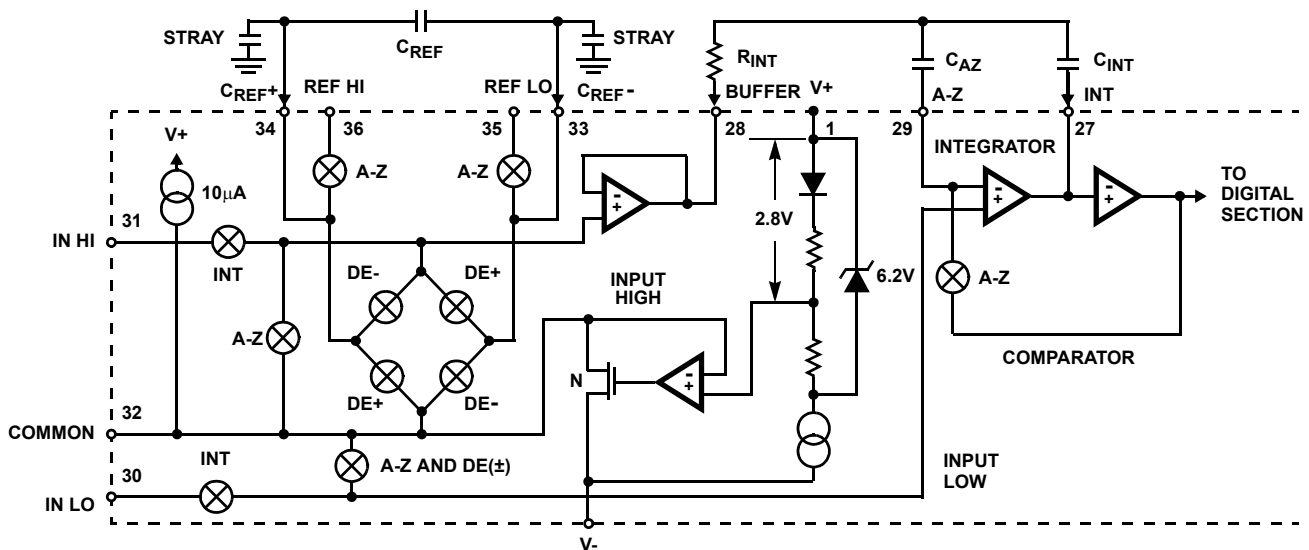 STRAY
CREF
STRAY
RINT
CAZ
CINT
CREF+
REF HI
REF LO
CREF-
BUFFER
V+
A-Z
INT
34
36
35
33
28
1
29
27
V+
10µA
A-Z
A-Z
INTEGRATOR
-
+
-
+
-
+
TO
DIGITAL
SECTION
31
IN HI
INT
2.8V
DE-
DE+
INPUT
HIGH
6.2V
A-Z
A-Z
COMPARATOR
N
-
+
DE+
DE-
32
COMMON
INT
A-Z AND DE(±)
30
IN LO
INPUT
LOW
V-